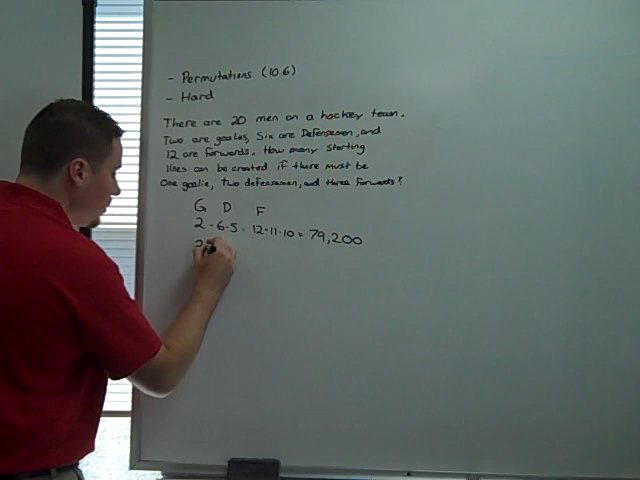 - Permutations (10.6)
- Hard
There are 20 men on a hockey team.
Two are goalies, Six are Defensemen, and
12 are forwards. How many starting
lines can be created if there must be
One goalie, two defensemen, and three forwards?
G D F
2 · 6 · 5 · 12 · 11 · 10 = 79,200